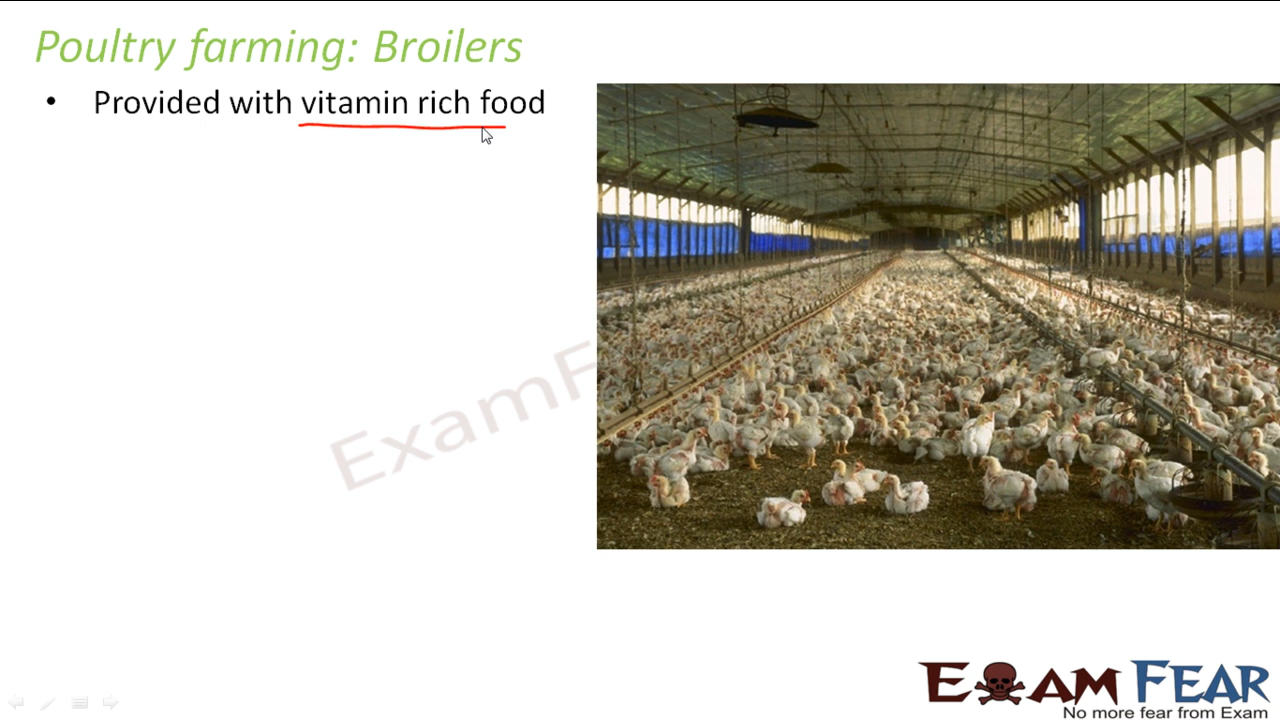 Poultry farming: Broilers
• Provided with vitamin rich food
ExamF
EXAM FEAR
No more fear from Exam